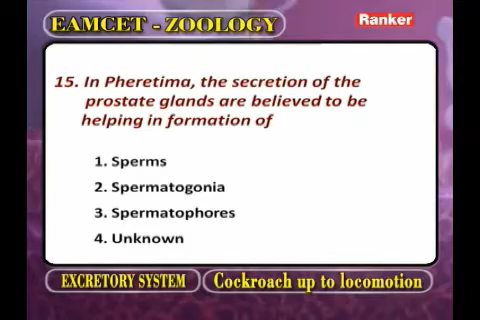 EAMCET - ZOOLOGY
Ranker
15. In Pheretima, the secretion of the
prostate glands are believed to be
helping in formation of
1. Sperms
2. Spermatogonia
3. Spermatophores
4. Unknown
EXCRETORY SYSTEM
Cockroach up to locomotion